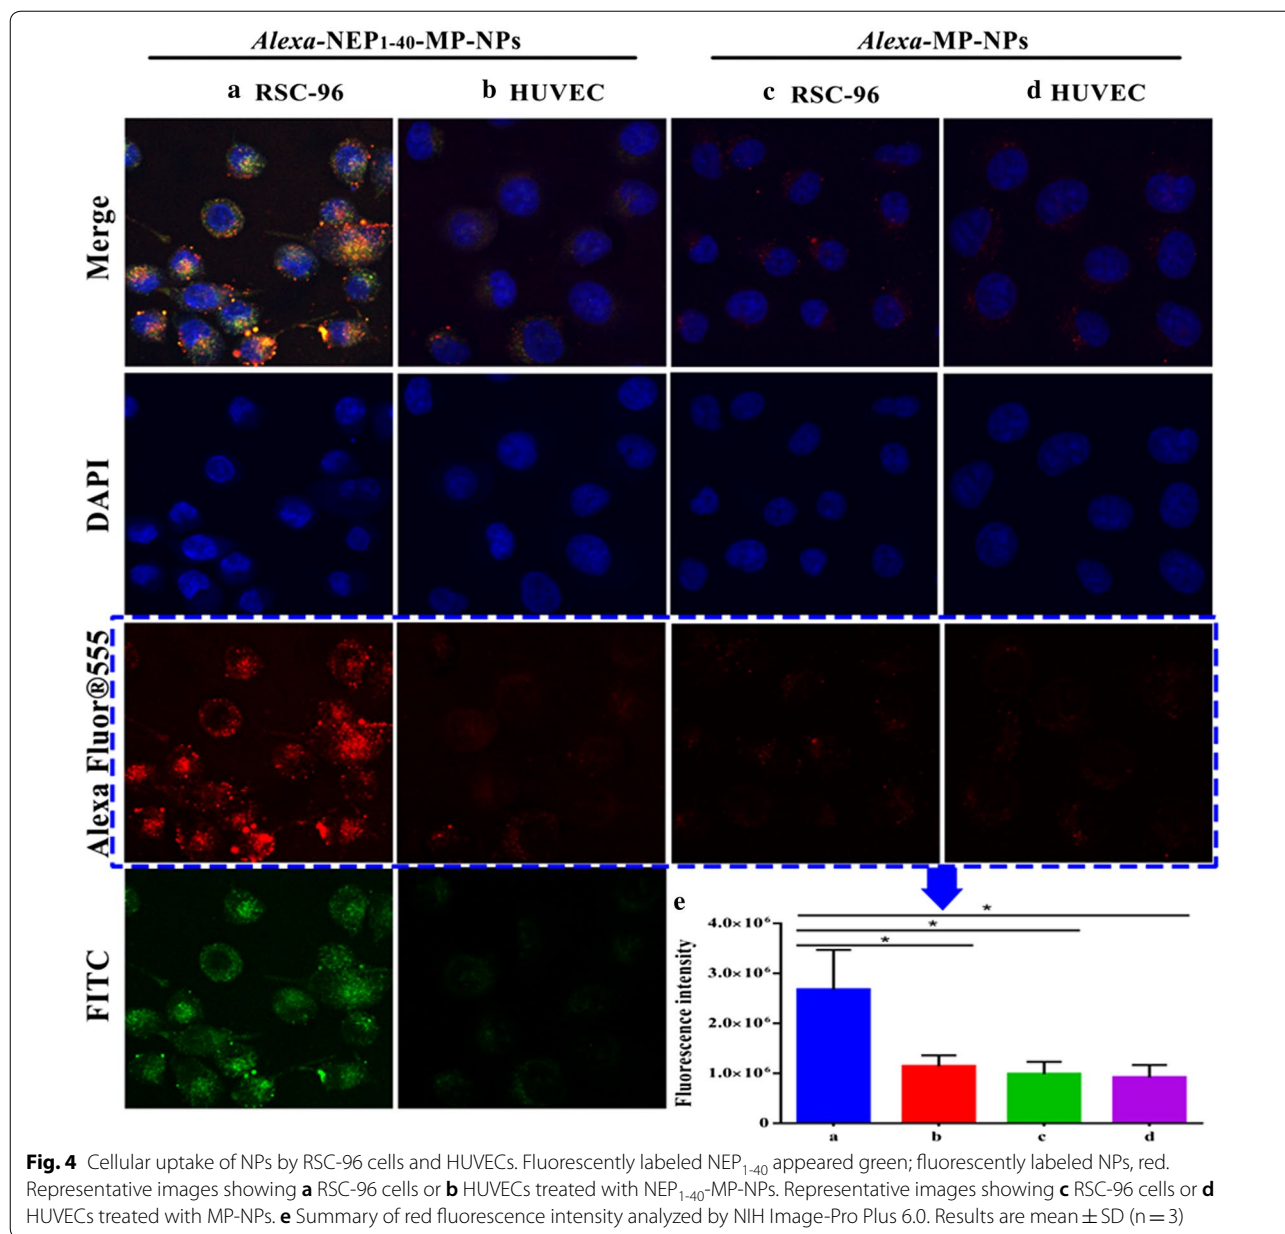 Alexa-NEP1-40-MP-NPs
Alexa-MP-NPs
a RSC-96
b HUVEC
c RSC-96
d HUVEC
Merge
DAPI
Alexa Fluor®555
FITC
e
Fluorescence intensity
4.0×10⁶
3.0×10⁶
2.0×10⁶
1.0×10⁶
0
*
*
*
a
b
c
d
Fig. 4 Cellular uptake of NPs by RSC-96 cells and HUVECs. Fluorescently labeled NEP1-40 appeared green; fluorescently labeled NPs, red.
Representative images showing a RSC-96 cells or b HUVECs treated with NEP1-40-MP-NPs. Representative images showing c RSC-96 cells or d
HUVECs treated with MP-NPs. e Summary of red fluorescence intensity analyzed by NIH Image-Pro Plus 6.0. Results are mean ± SD (n = 3)